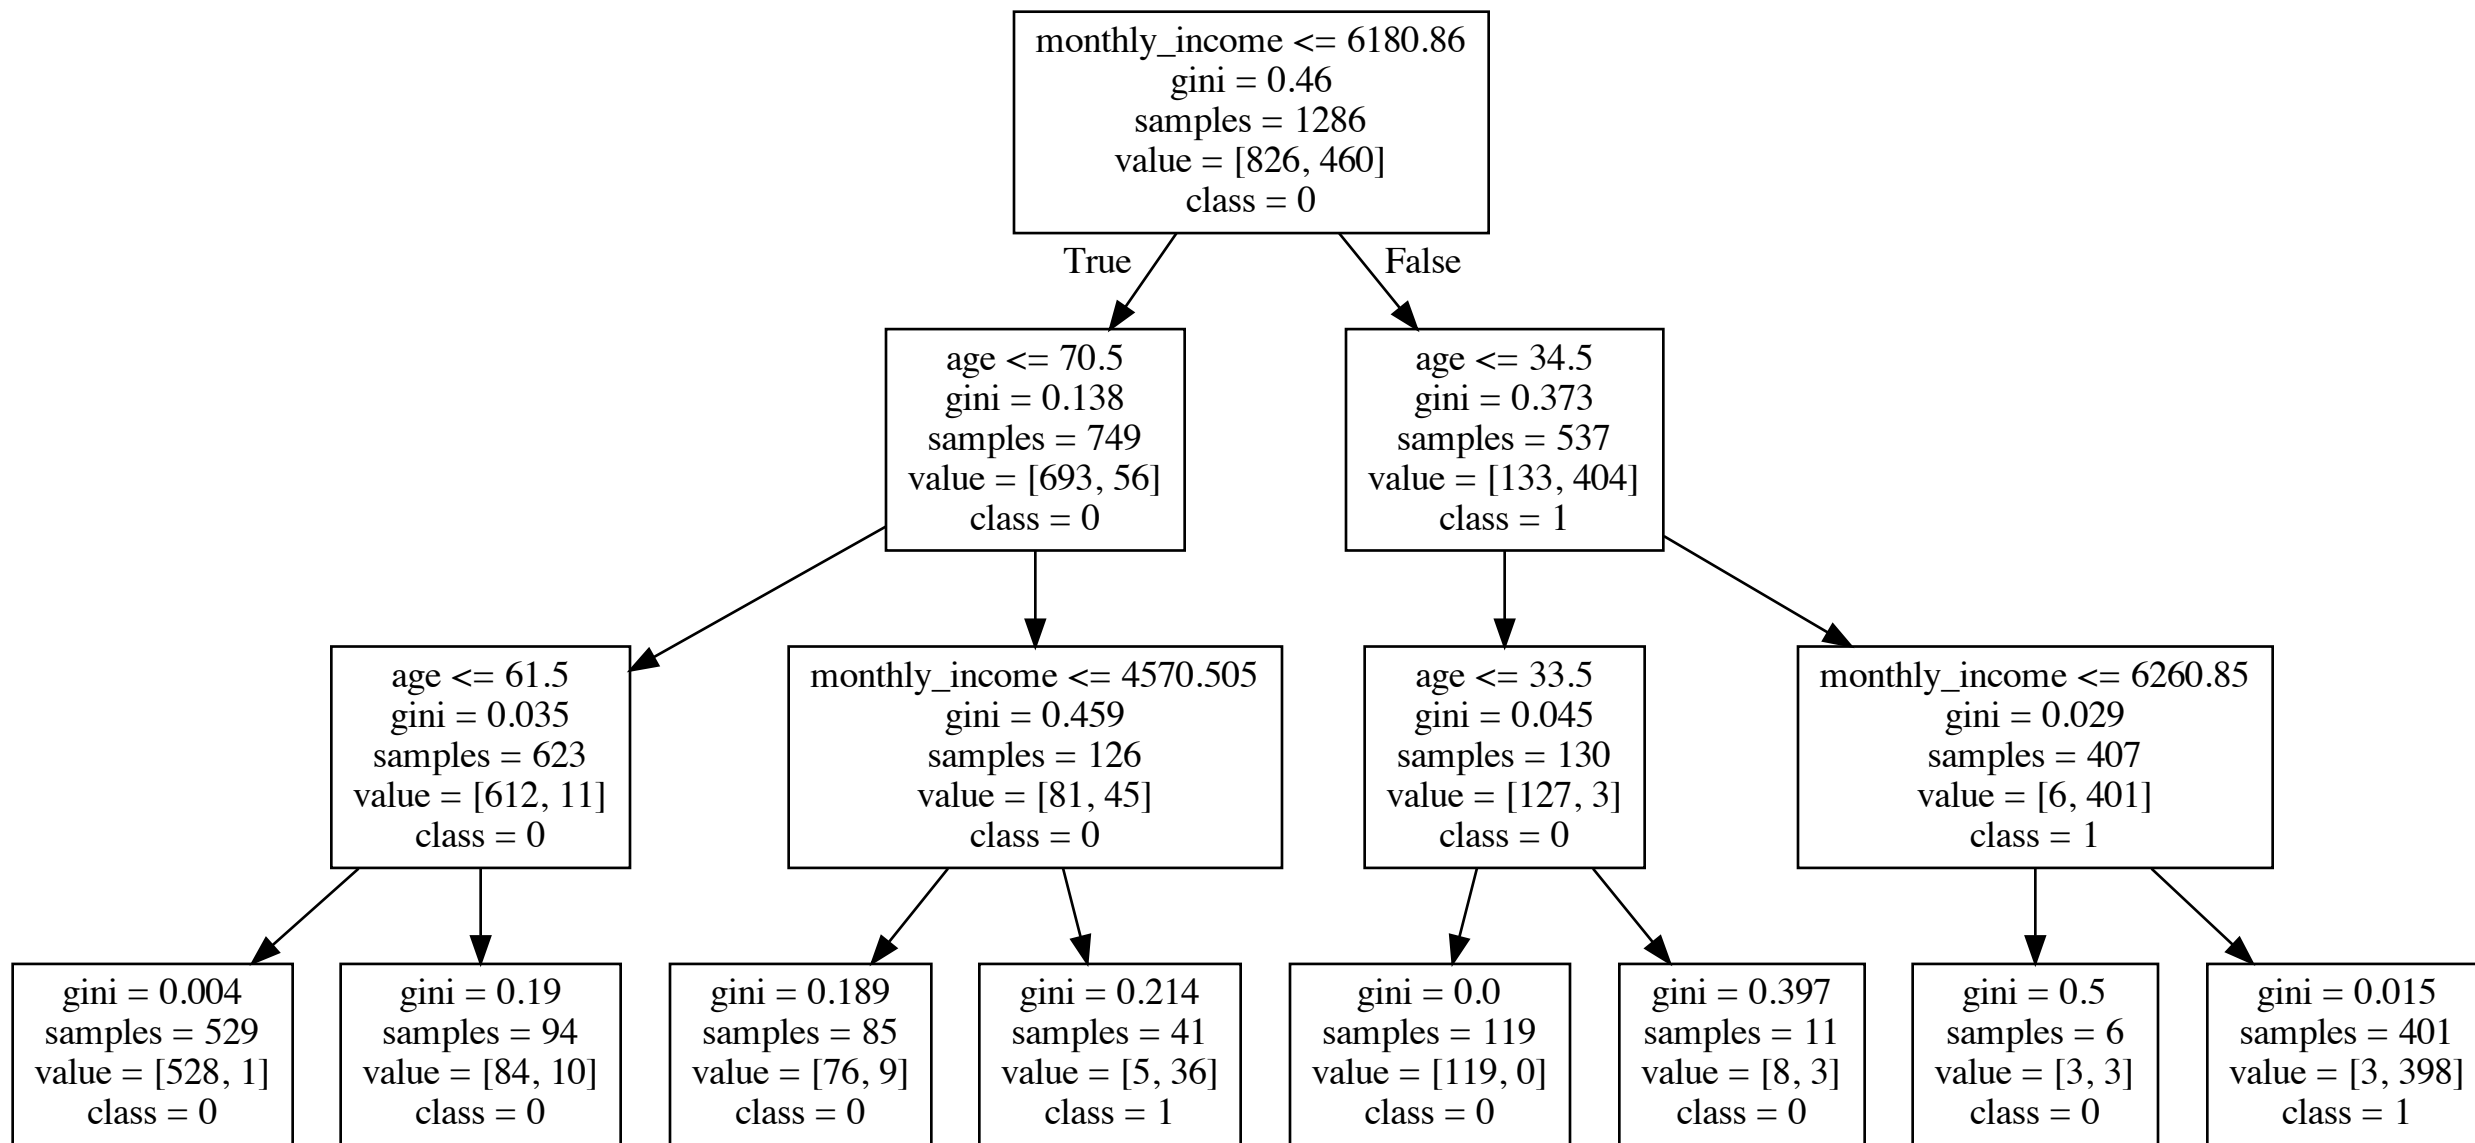 monthly_income <= 6180.86
gini = 0.46
samples = 1286
value = [826, 460]
class = 0
True
False
age <= 70.5
gini = 0.138
samples = 749
value = [693, 56]
class = 0
age <= 34.5
gini = 0.373
samples = 537
value = [133, 404]
class = 1
age <= 61.5
gini = 0.035
samples = 623
value = [612, 11]
class = 0
monthly_income <= 4570.505
gini = 0.459
samples = 126
value = [81, 45]
class = 0
age <= 33.5
gini = 0.045
samples = 130
value = [127, 3]
class = 0
monthly_income <= 6260.85
gini = 0.029
samples = 407
value = [6, 401]
class = 1
gini = 0.004
samples = 529
value = [528, 1]
class = 0
gini = 0.19
samples = 94
value = [84, 10]
class = 0
gini = 0.189
samples = 85
value = [76, 9]
class = 0
gini = 0.214
samples = 41
value = [5, 36]
class = 1
gini = 0.0
samples = 119
value = [119, 0]
class = 0
gini = 0.397
samples = 11
value = [8, 3]
class = 0
gini = 0.5
samples = 6
value = [3, 3]
class = 0
gini = 0.015
samples = 401
value = [3, 398]
class = 1